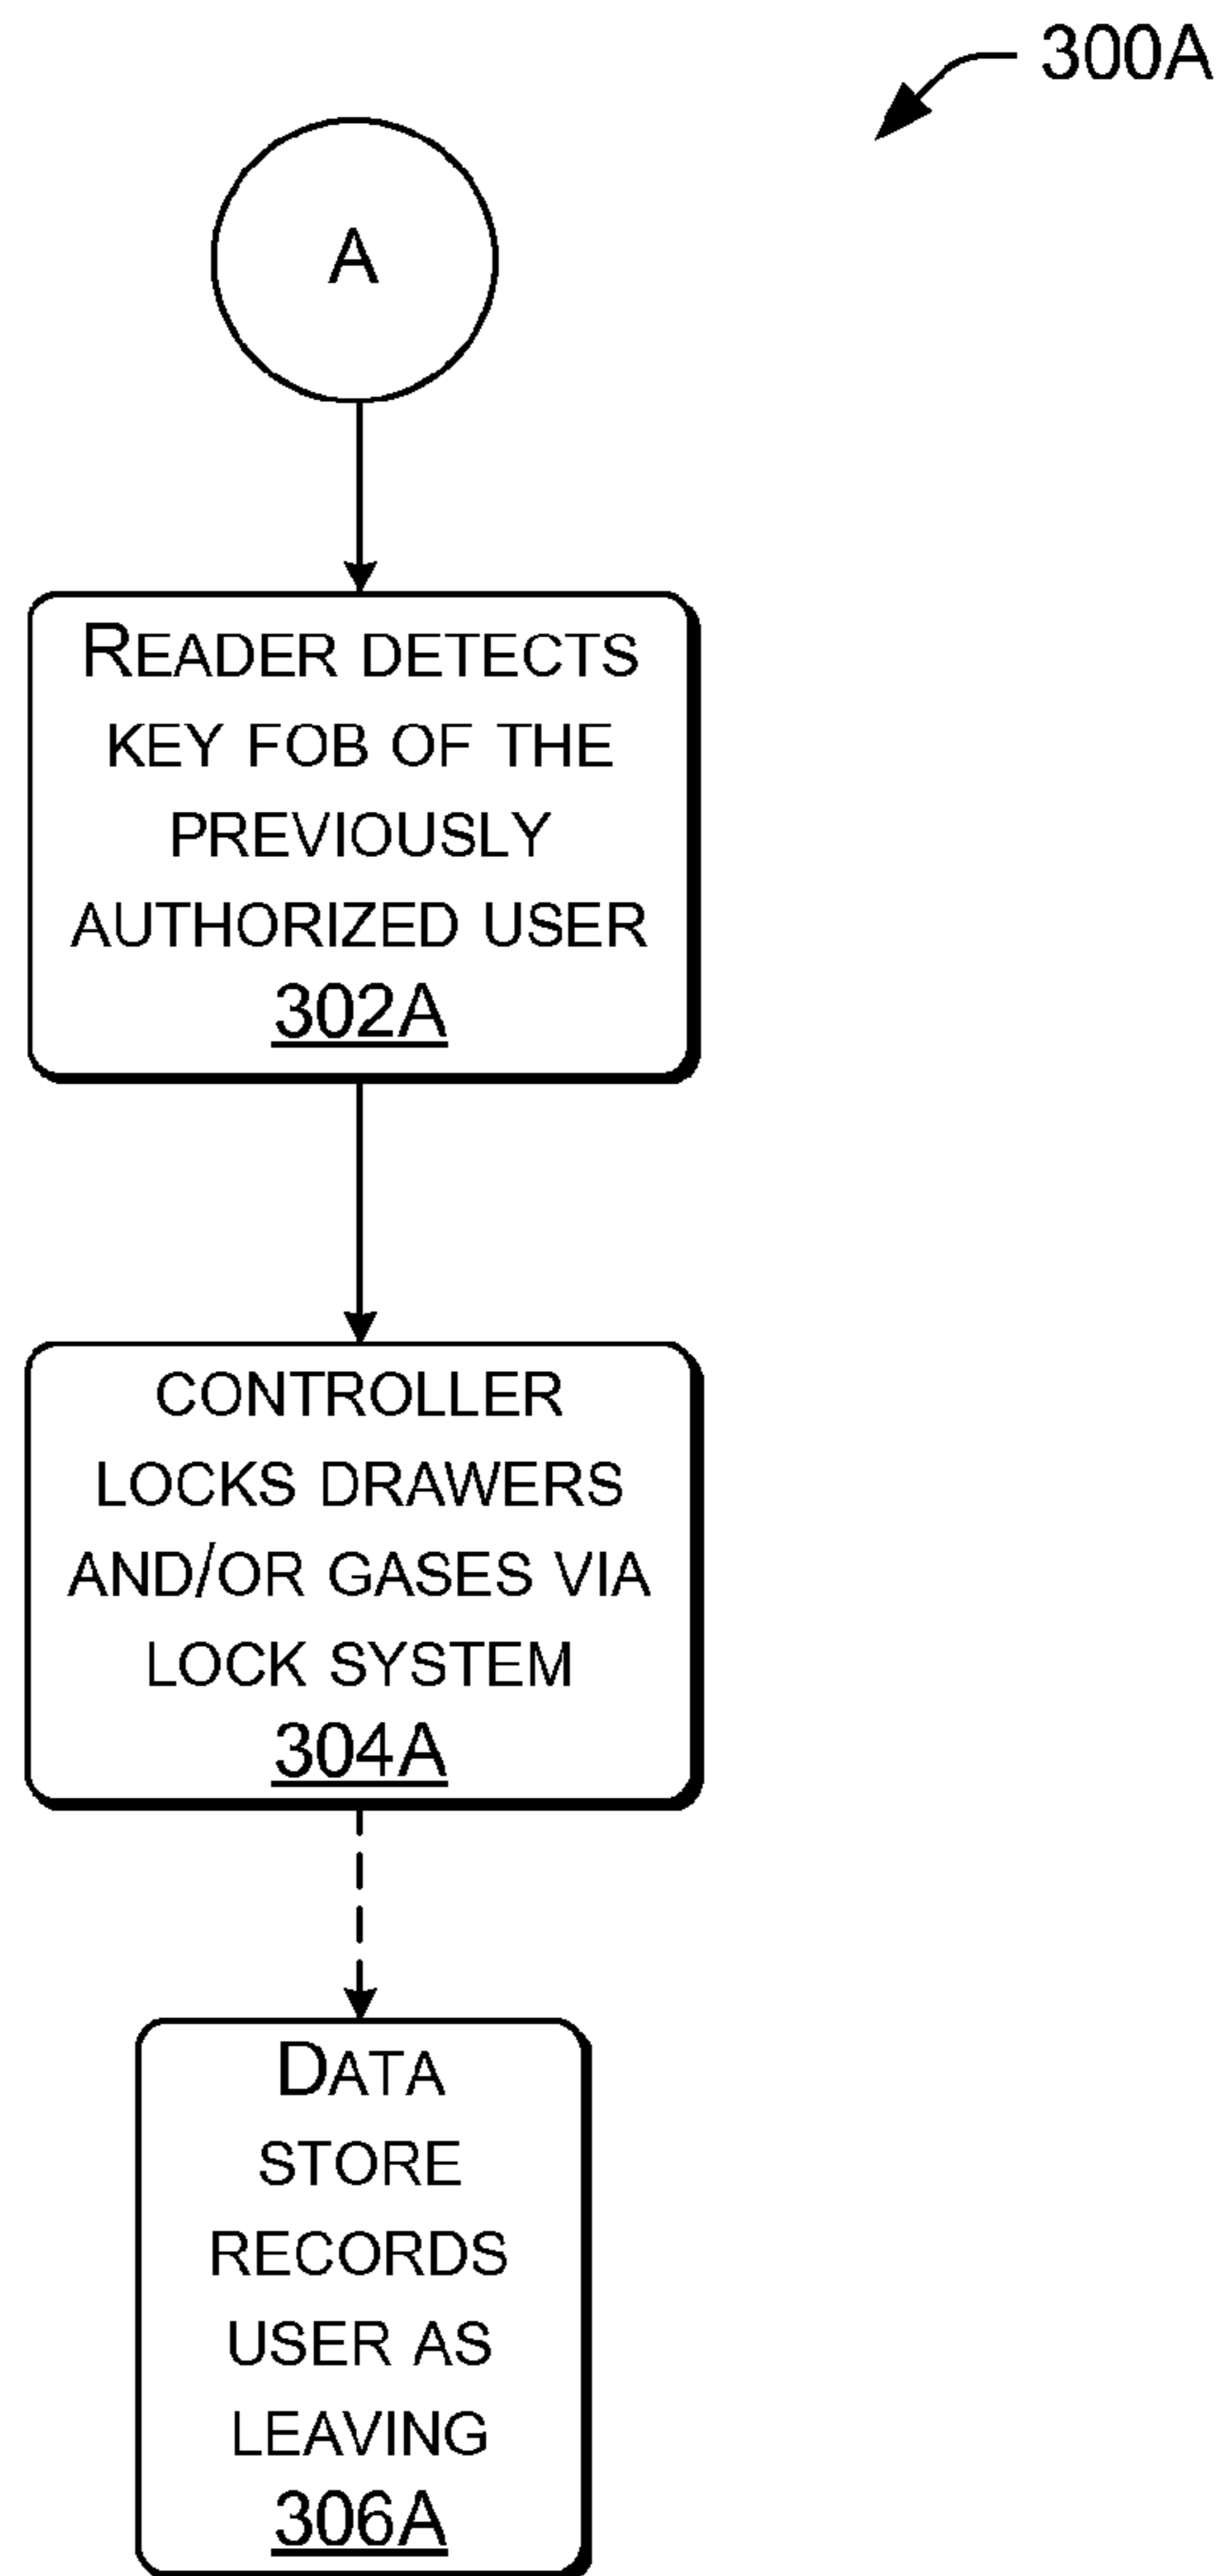 300A
A
READER DETECTS
KEY FOB OF THE
PREVIOUSLY
AUTHORIZED USER
302A
CONTROLLER
LOCKS DRAWERS
AND/OR GASES VIA
LOCK SYSTEM
304A
DATA
STORE
RECORDS
USER AS
LEAVING
306A